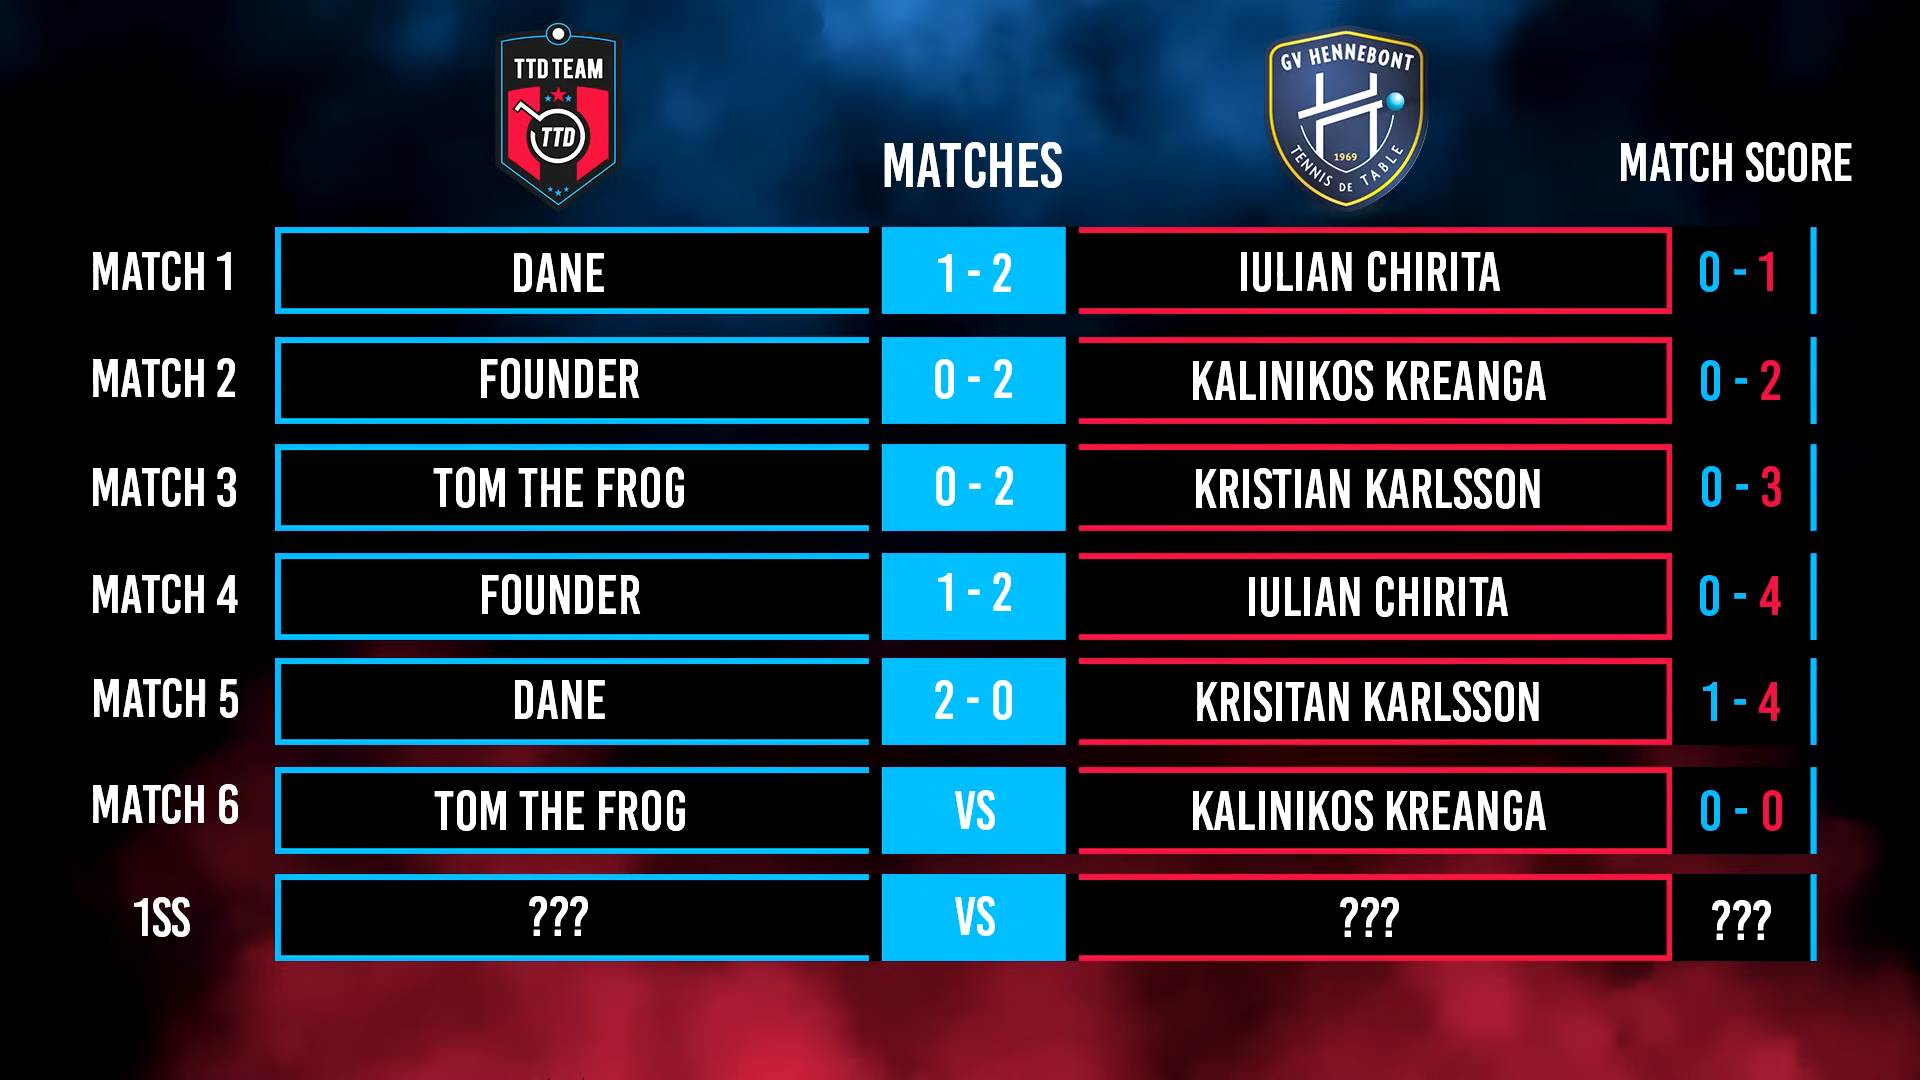 TTD TEAM
TTD
GV HENNEBONT
1969
TENNIS DE TABLE
MATCHES
MATCH SCORE
MATCH 1 DANE 1 - 2 IULIAN CHIRITA 0 - 1
MATCH 2 FOUNDER 0 - 2 KALINIKOS KREANGA 0 - 2
MATCH 3 TOM THE FROG 0 - 2 KRISTIAN KARLSSON 0 - 3
MATCH 4 FOUNDER 1 - 2 IULIAN CHIRITA 0 - 4
MATCH 5 DANE 2 - 0 KRISITAN KARLSSON 1 - 4
MATCH 6 TOM THE FROG VS KALINIKOS KREANGA 0 - 0
1SS ??? VS ??? ???